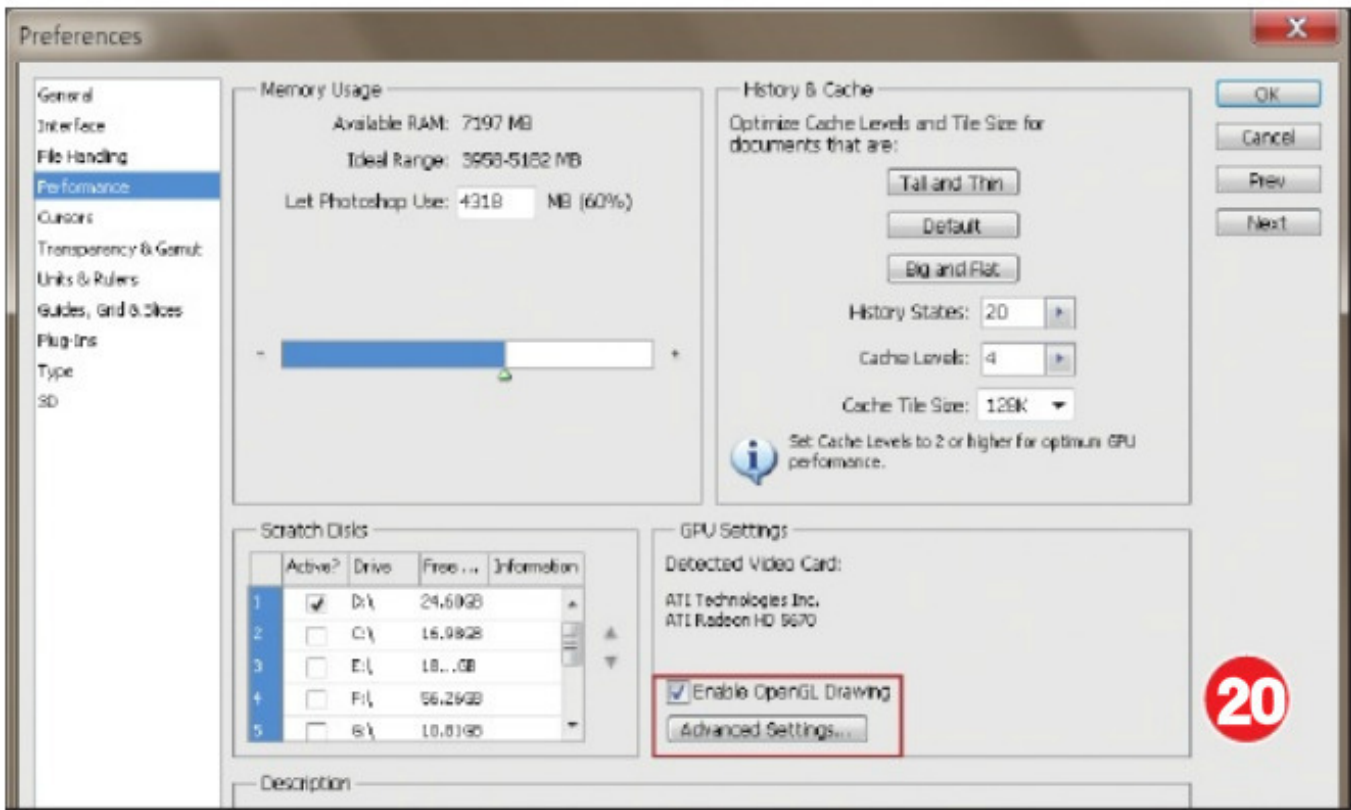 Preferences
X
General
Interface
File Handling
Performance
Cursors
Transparency & Gamut
Units & Rulers
Guides, Grid & Slices
Plug-Ins
Type
3D
Memory Usage
Available RAM: 7197 MB
Ideal Range: 3958-5182 MB
Let Photoshop Use: 4318 MB (60%)
- +
History & Cache
Optimize Cache Levels and Tile Size for
documents that are:
Tall and Thin
Default
Big and Flat
History States: 20
Cache Levels: 4
Cache Tile Size: 128K
Set Cache Levels to 2 or higher for optimum GPU
performance.
OK
Cancel
Prev
Next
Scratch Disks
Active? Drive Free ... Information
1 D:\ 24.60GB
2 C:\ 16.98GB
3 E:\ 18...GB
4 F:\ 56.26GB
5 G:\ 10.81GB
GPU Settings
Detected Video Card:
ATI Technologies Inc.
ATI Radeon HD 5670
Enable OpenGL Drawing
Advanced Settings...
20
Description